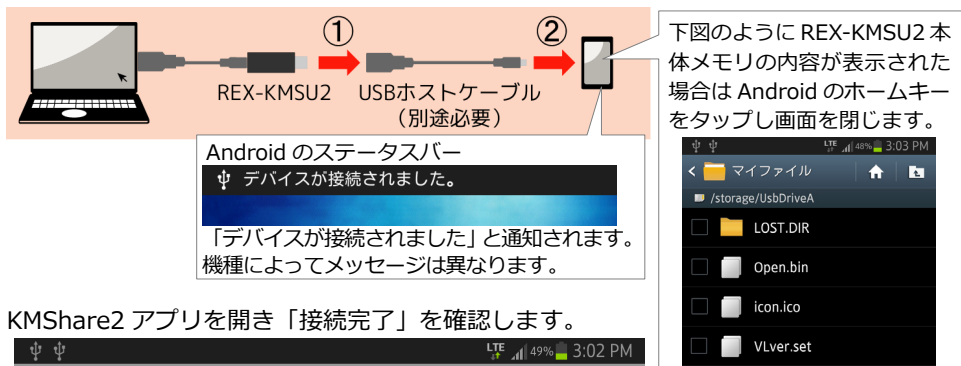 ①
②
REX-KMSU2
USBホストケーブル
（別途必要）
Android のステータスバー
デバイスが接続されました。
「デバイスが接続されました」と通知されます。
機種によってメッセージは異なります。
下図のように REX-KMSU2 本
体メモリの内容が表示された
場合は Android のホームキー
をタップし画面を閉じます。
LTE 48% 3:03 PM
< マイファイル
/storage/UsbDriveA
LOST.DIR
Open.bin
icon.ico
VLver.set
KMShare2 アプリを開き「接続完了」を確認します。
LTE 49% 3:02 PM